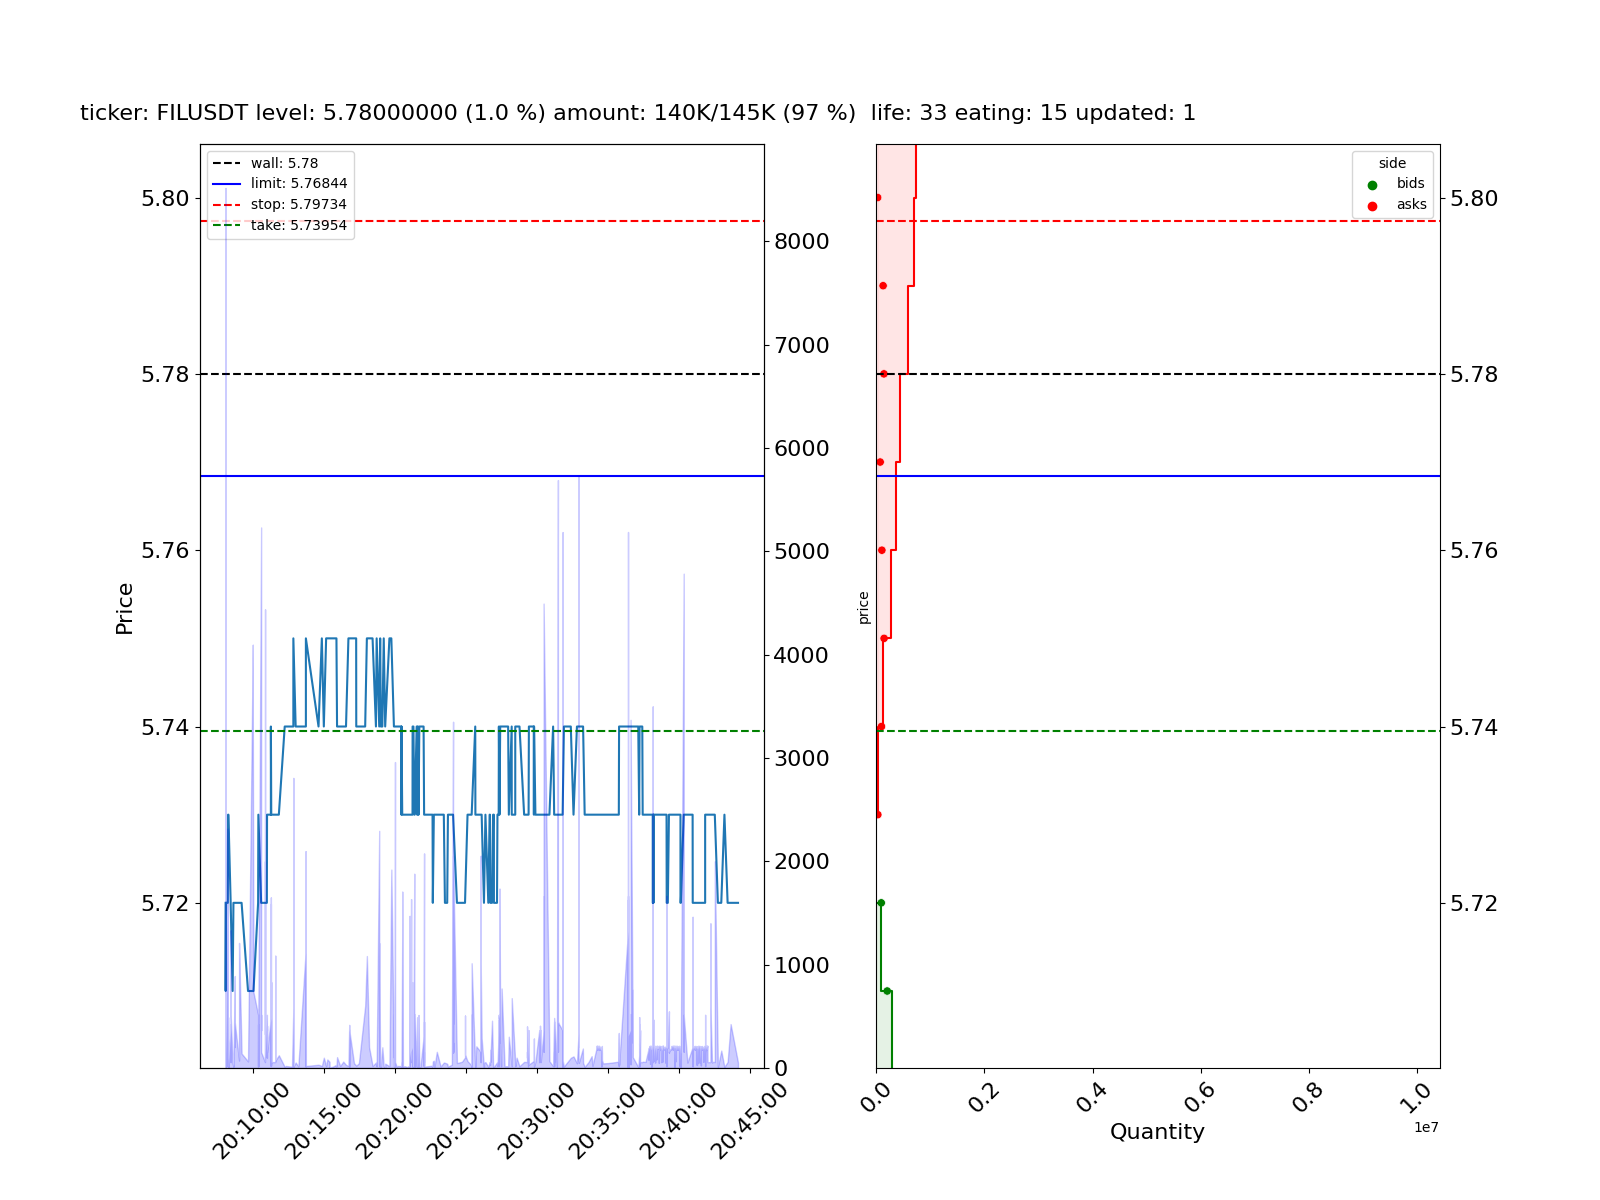 ticker: FILUSDT level: 5.78000000 (1.0 %) amount: 140K/145K (97 %)  life: 33 eating: 15 updated: 1
wall: 5.78
limit: 5.76844
stop: 5.79734
take: 5.73954
5.80
5.78
5.76
5.74
5.72
Price
8000
7000
6000
5000
4000
3000
2000
1000
0
20:10:00
20:15:00
20:20:00
20:25:00
20:30:00
20:35:00
20:40:00
20:45:00
side
bids
asks
price
5.80
5.78
5.76
5.74
5.72
0.0
0.2
0.4
0.6
0.8
1.0
1e7
Quantity